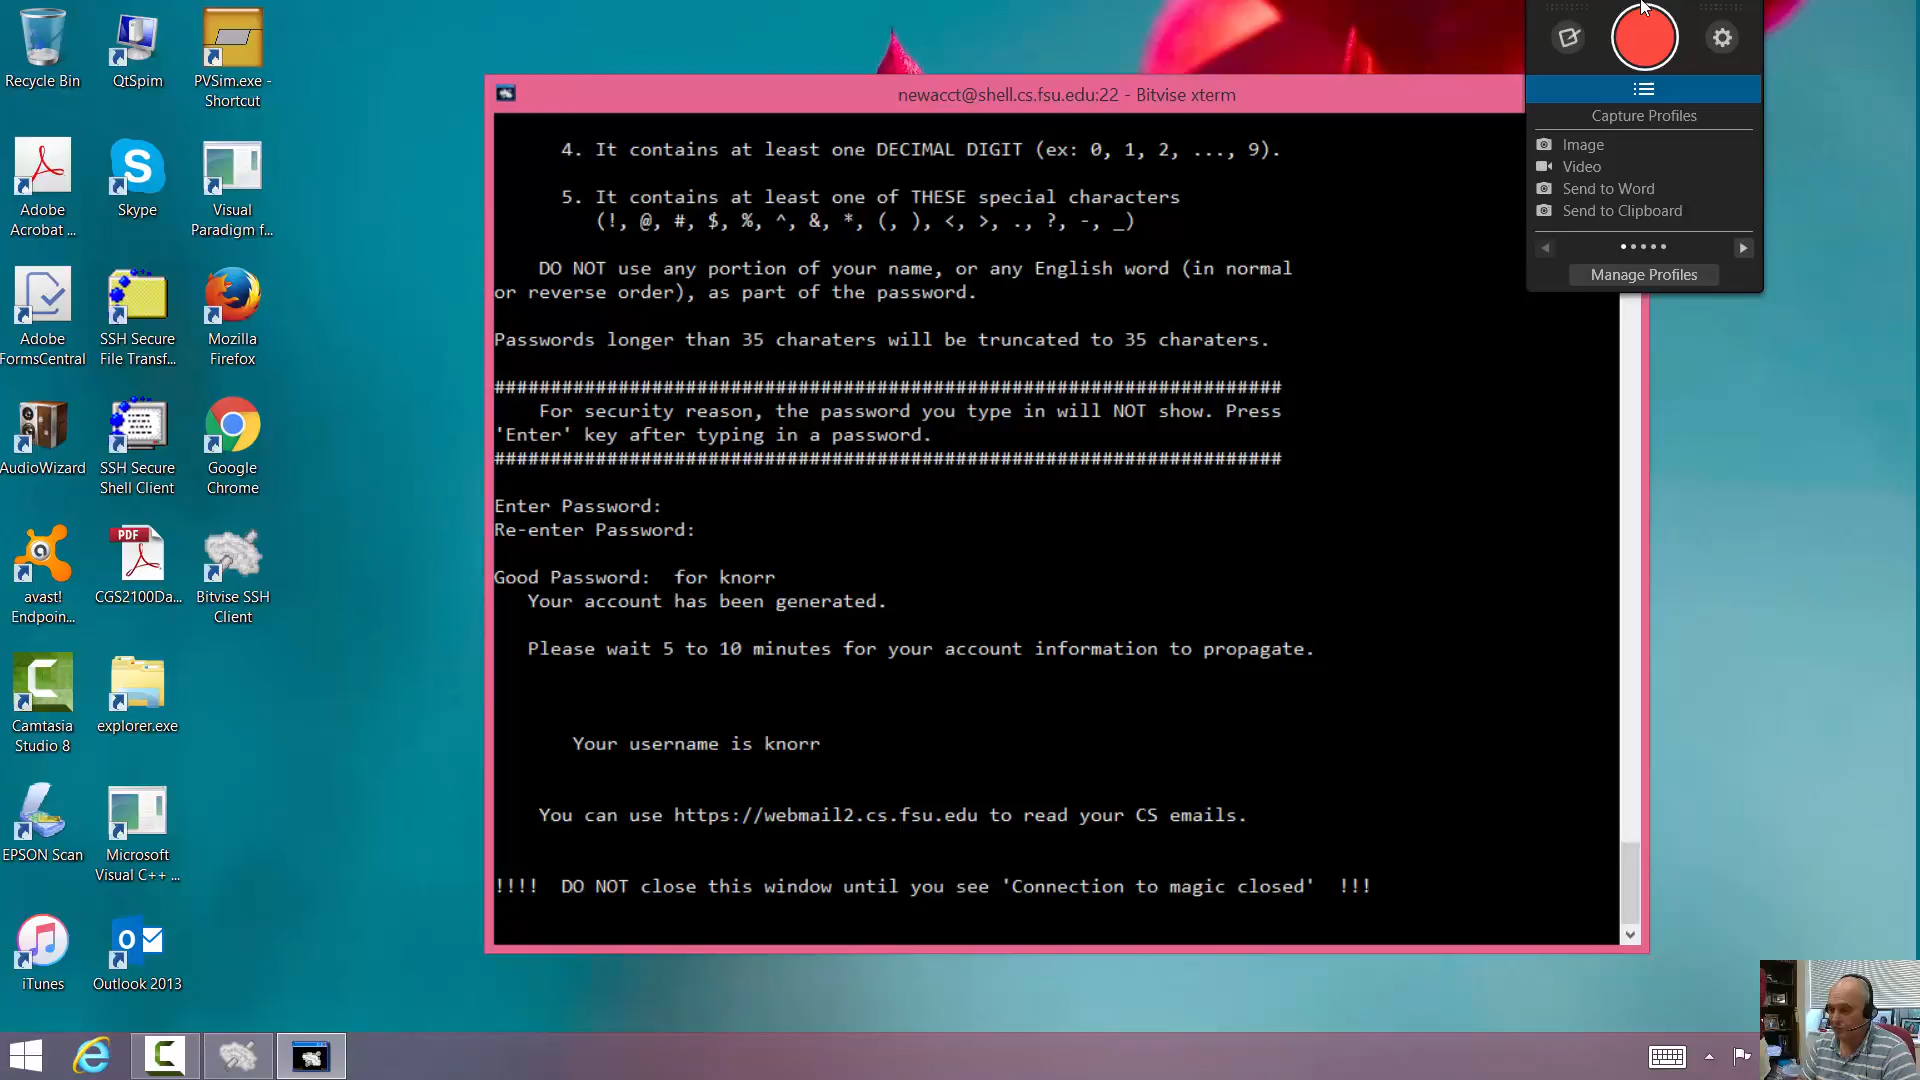 Recycle Bin
QtSpim
PVSim.exe -
Shortcut
Adobe
Acrobat ...
Skype
Visual
Paradigm f...
Adobe
FormsCentral
SSH Secure
File Transf...
Mozilla
Firefox
AudioWizard
SSH Secure
Shell Client
Google
Chrome
avast!
Endpoin...
PDF
CGS2100Da...
Bitvise SSH
Client
Camtasia
Studio 8
explorer.exe
EPSON Scan
Microsoft
Visual C++ ...
iTunes
Outlook 2013
newacct@shell.cs.fsu.edu:22 - Bitvise xterm
4. It contains at least one DECIMAL DIGIT (ex: 0, 1, 2, ..., 9).
5. It contains at least one of THESE special characters
(!, @, #, $, %, ^, &, *, (, ), <, >, ., ?, -, _)
DO NOT use any portion of your name, or any English word (in normal
or reverse order), as part of the password.
Passwords longer than 35 charaters will be truncated to 35 charaters.
######################################################################
For security reason, the password you type in will NOT show. Press
'Enter' key after typing in a password.
######################################################################
Enter Password:
Re-enter Password:
Good Password:  for knorr
Your account has been generated.
Please wait 5 to 10 minutes for your account information to propagate.
Your username is knorr
You can use https://webmail2.cs.fsu.edu to read your CS emails.
!!!!  DO NOT close this window until you see 'Connection to magic closed'  !!!
Capture Profiles
Image
Video
Send to Word
Send to Clipboard
Manage Profiles